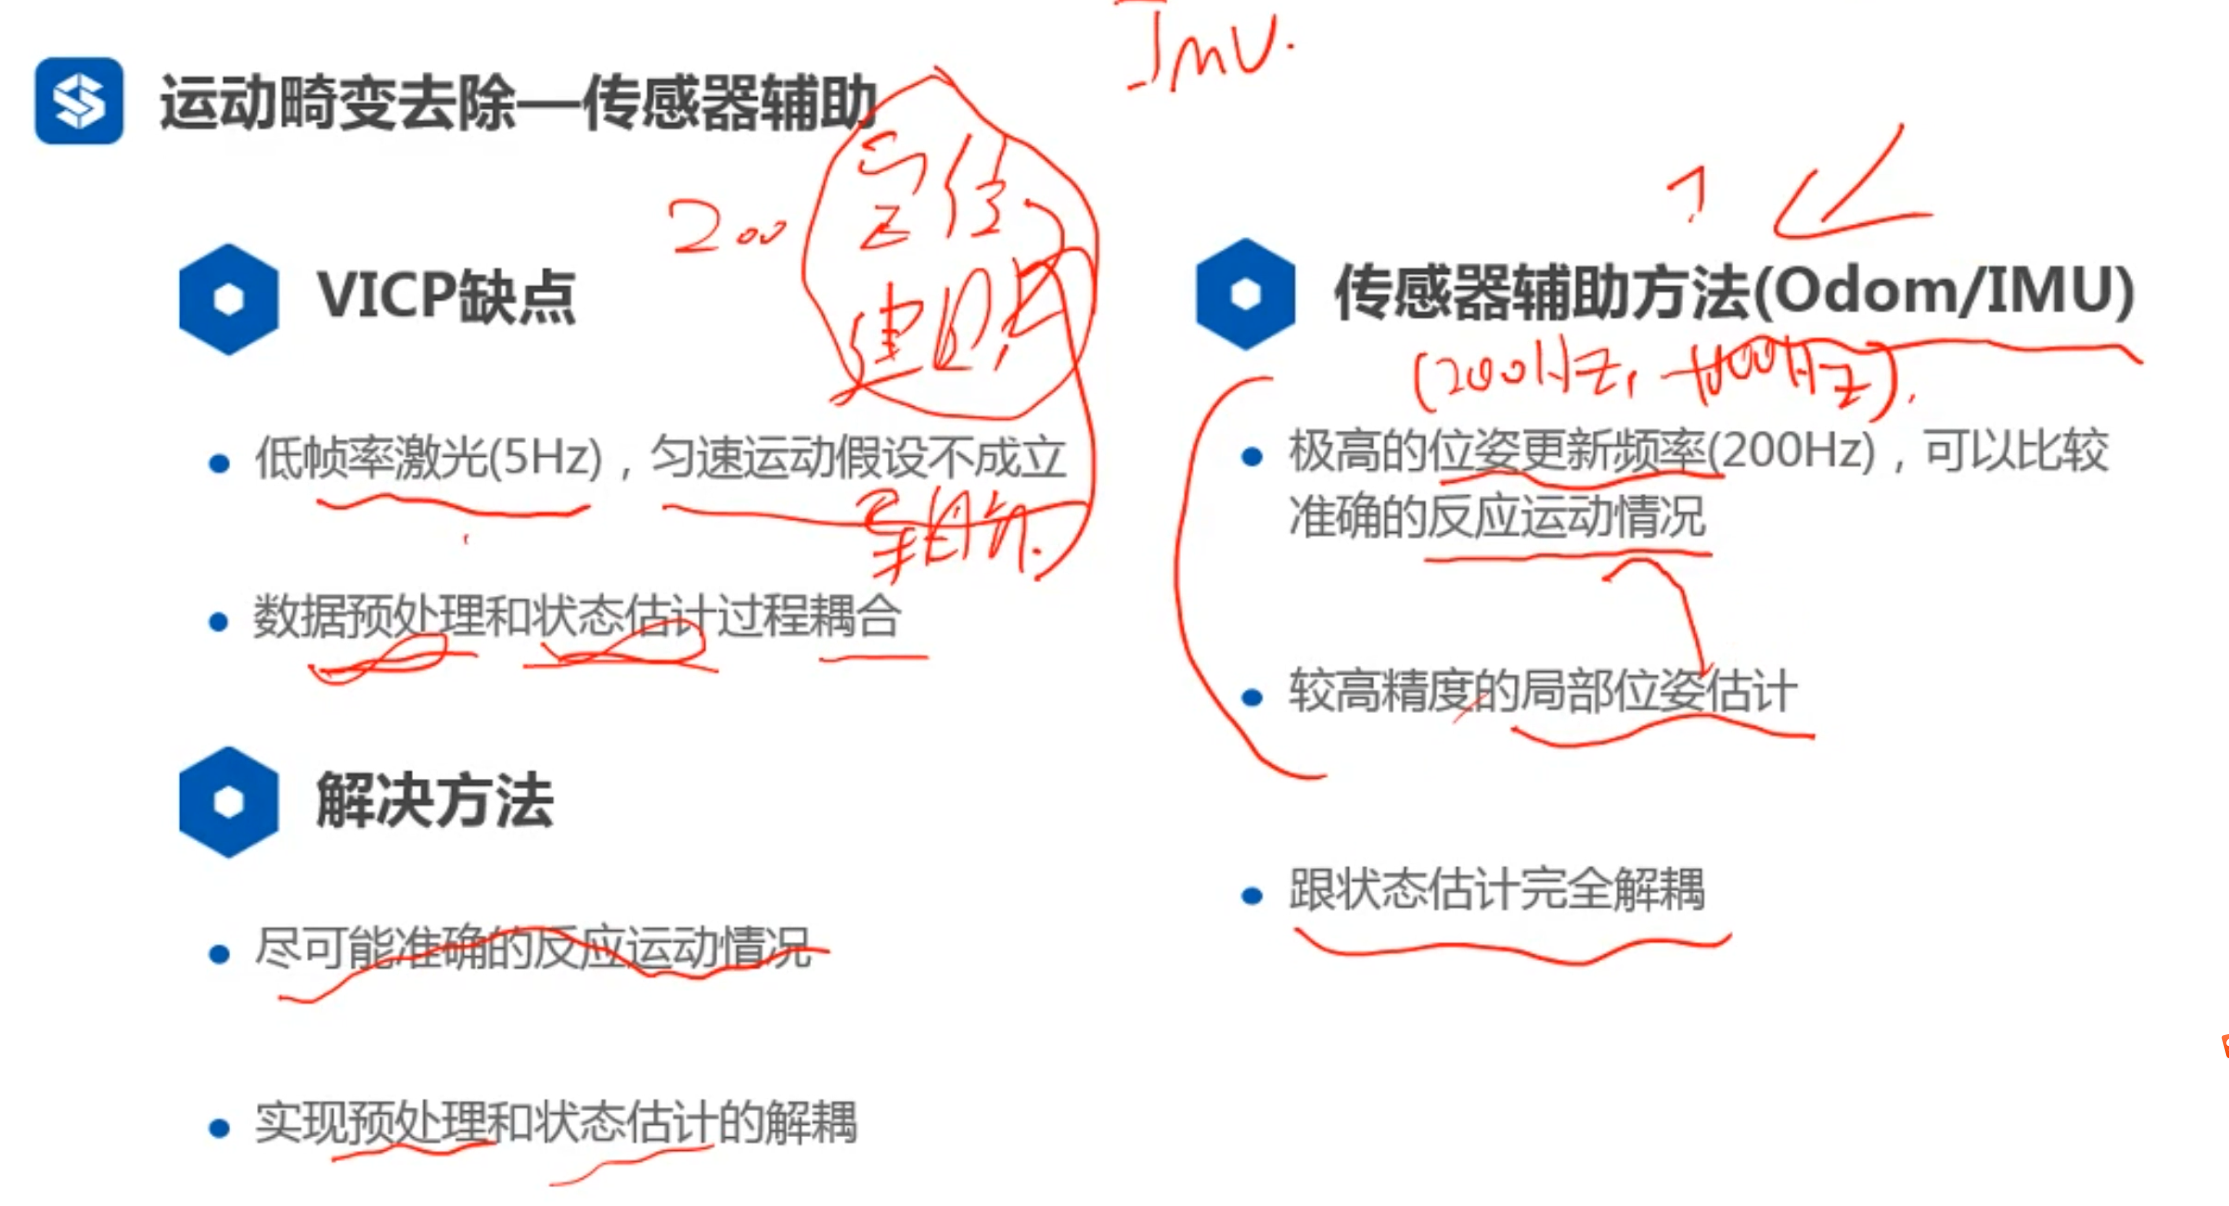 IMU.
运动畸变去除—传感器辅助
200
定位
建图
VICP缺点
低帧率激光(5Hz)，匀速运动假设不成立
数据预处理和状态估计过程耦合
解决方法
尽可能准确的反应运动情况
实现预处理和状态估计的解耦
传感器辅助方法(Odom/IMU)
(200Hz,
极高的位姿更新频率(200Hz)，可以比较
准确的反应运动情况
较高精度的局部位姿估计
跟状态估计完全解耦